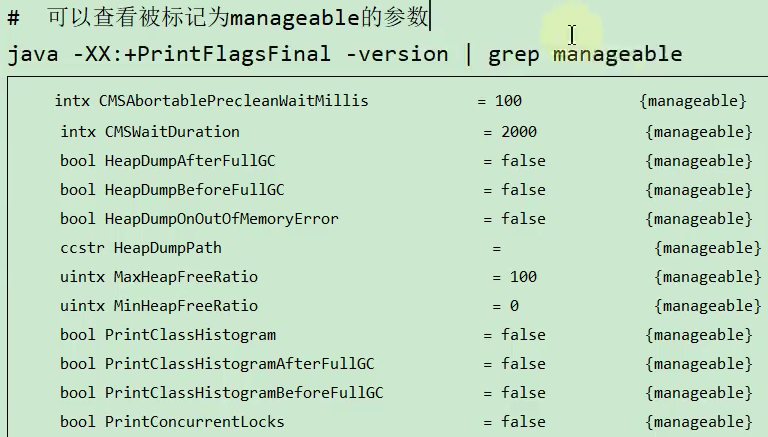 # 可以查看被标记为manageable的参数
java -XX:+PrintFlagsFinal -version | grep manageable
intx CMSAbortablePrecleanWaitMillis = 100 {manageable}
intx CMSWaitDuration = 2000 {manageable}
bool HeapDumpAfterFullGC = false {manageable}
bool HeapDumpBeforeFullGC = false {manageable}
bool HeapDumpOnOutOfMemoryError = false {manageable}
ccstr HeapDumpPath = {manageable}
uintx MaxHeapFreeRatio = 100 {manageable}
uintx MinHeapFreeRatio = 0 {manageable}
bool PrintClassHistogram = false {manageable}
bool PrintClassHistogramAfterFullGC = false {manageable}
bool PrintClassHistogramBeforeFullGC = false {manageable}
bool PrintConcurrentLocks = false {manageable}